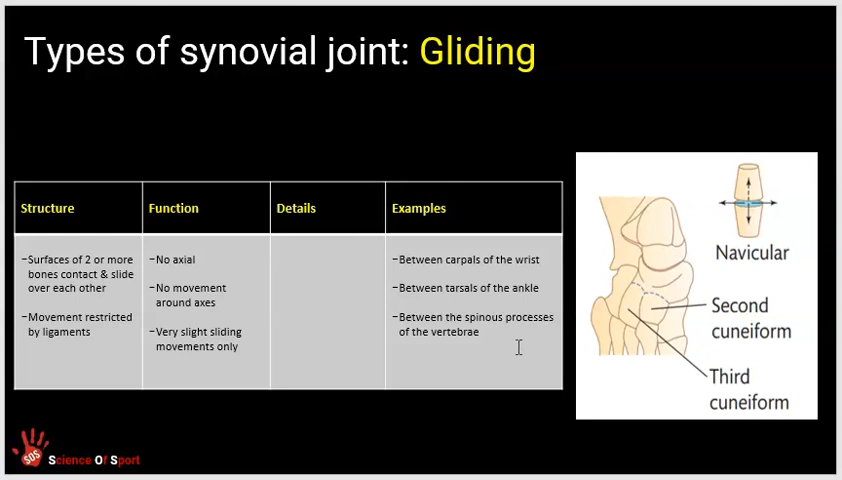 Types of synovial joint: Gliding
Structure
Function
Details
Examples
-Surfaces of 2 or more
bones contact & slide
over each other
-Movement restricted
by ligaments
-No axial
-No movement
around axes
-Very slight sliding
movements only
-Between carpals of the wrist
-Between tarsals of the ankle
-Between the spinous processes
of the vertebrae
Navicular
Second
cuneiform
Third
cuneiform
SOS
Science Of Sport